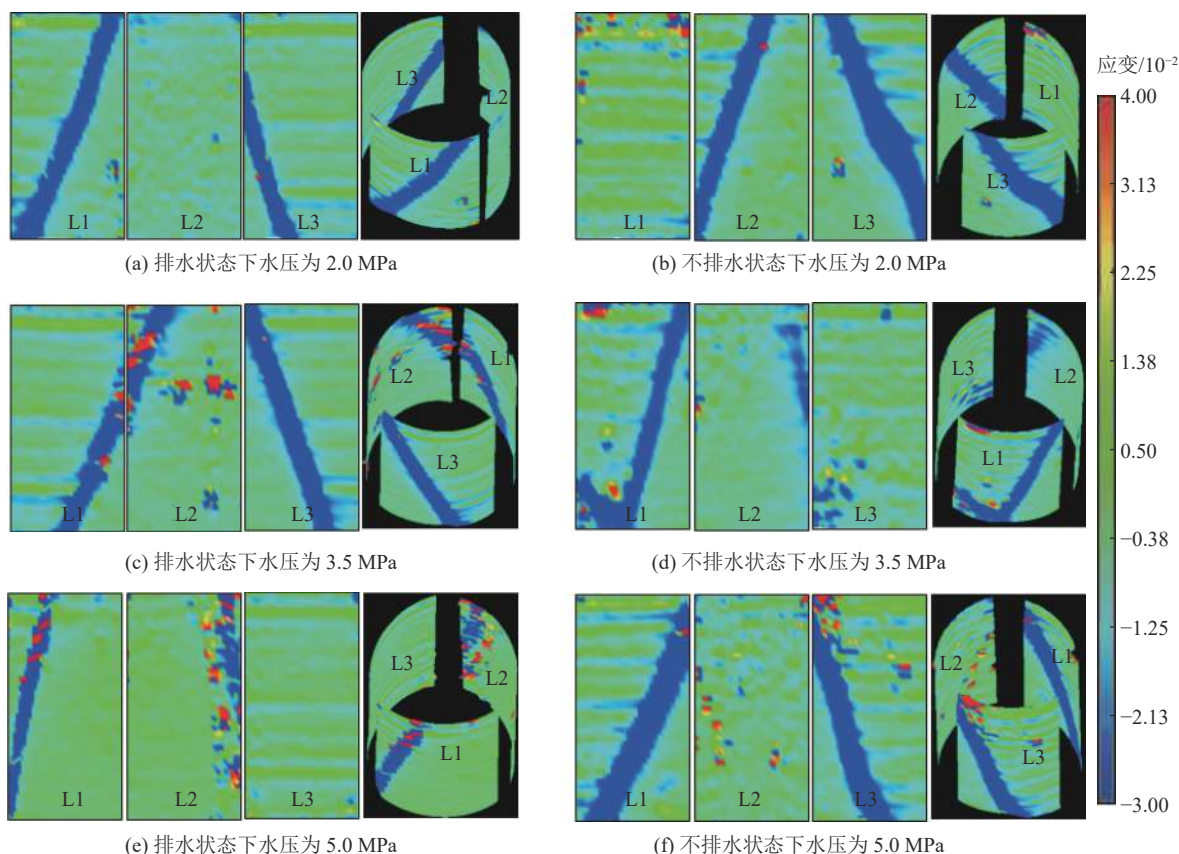 L1 L2 L3 L3 L2 L1
(a) 排水状态下水压为 2.0 MPa
L1 L2 L3 L2 L1 L3
(b) 不排水状态下水压为 2.0 MPa
L1 L2 L3 L2 L1 L3
(c) 排水状态下水压为 3.5 MPa
L1 L2 L3 L3 L2 L1
(d) 不排水状态下水压为 3.5 MPa
L1 L2 L3 L3 L2 L1
(e) 排水状态下水压为 5.0 MPa
L1 L2 L3 L2 L1 L3
(f) 不排水状态下水压为 5.0 MPa
应变/10⁻²
4.00
3.13
2.25
1.38
0.50
−0.38
−1.25
−2.13
−3.00